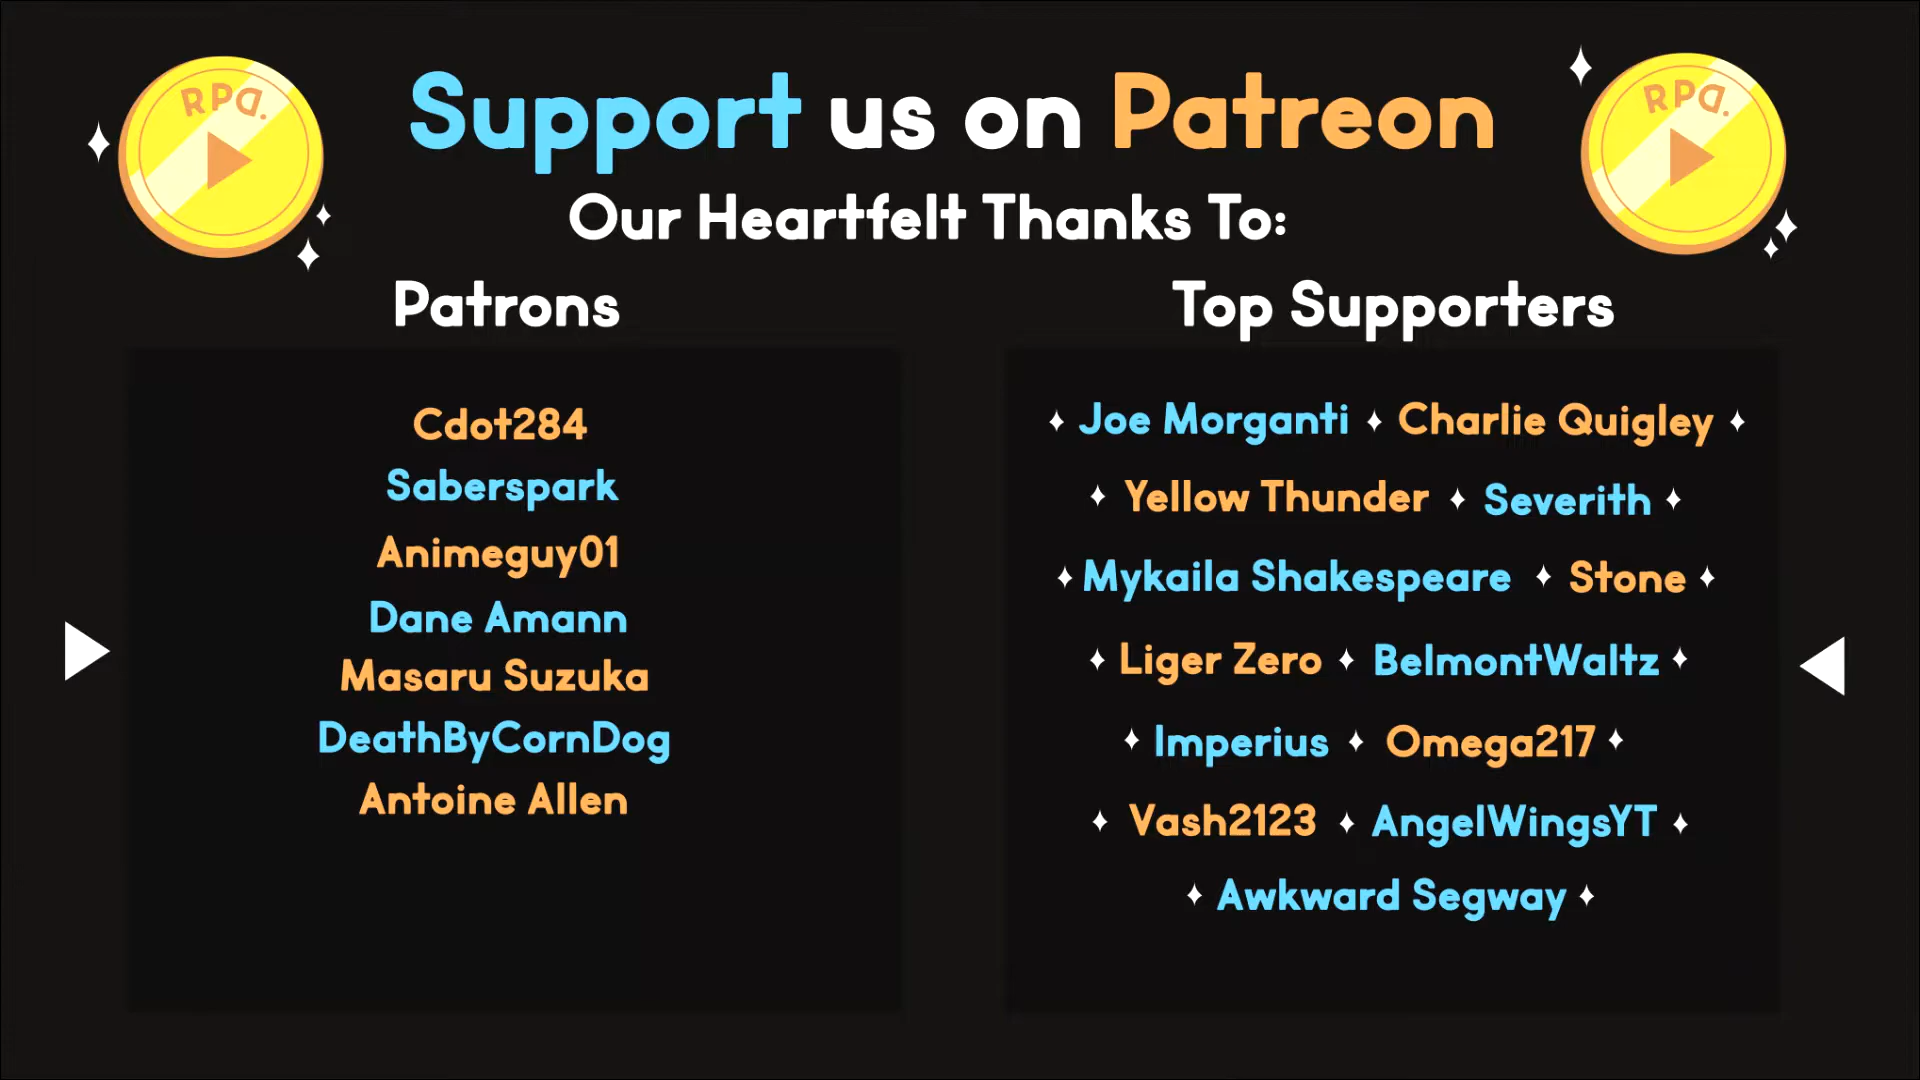 RPD.
RPD.
Support us on Patreon
Our Heartfelt Thanks To:
Patrons
Cdot284
Saberspark
Animeguy01
Dane Amann
Masaru Suzuka
DeathByCornDog
Antoine Allen
Top Supporters
Joe Morganti Charlie Quigley
Yellow Thunder Severith
Mykaila Shakespeare Stone
Liger Zero BelmontWaltz
Imperius Omega217
Vash2123 AngelWingsYT
Awkward Segway